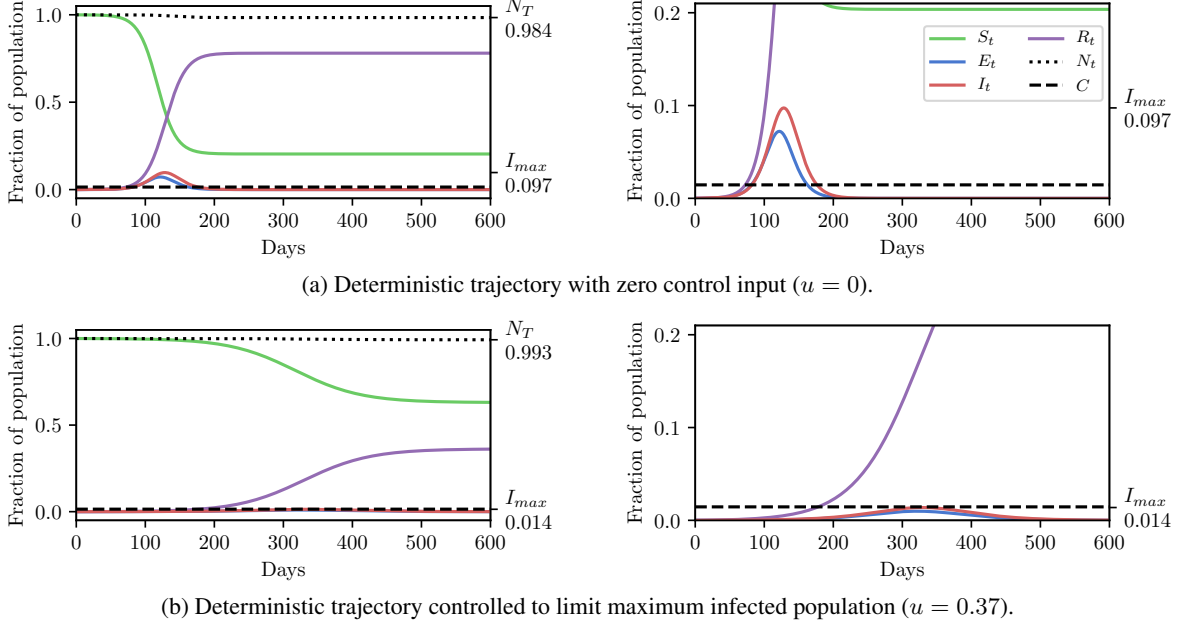 Fraction of population
1.0
0.5
0.0
0 100 200 300 400 500 600
Days
N_T
0.984
I_max
0.097
Fraction of population
0.2
0.1
0.0
0 100 200 300 400 500 600
Days
S_t R_t
E_t N_t
I_t C
I_max
0.097
(a) Deterministic trajectory with zero control input (u = 0).
Fraction of population
1.0
0.5
0.0
0 100 200 300 400 500 600
Days
N_T
0.993
I_max
0.014
Fraction of population
0.2
0.1
0.0
0 100 200 300 400 500 600
Days
I_max
0.014
(b) Deterministic trajectory controlled to limit maximum infected population (u = 0.37).